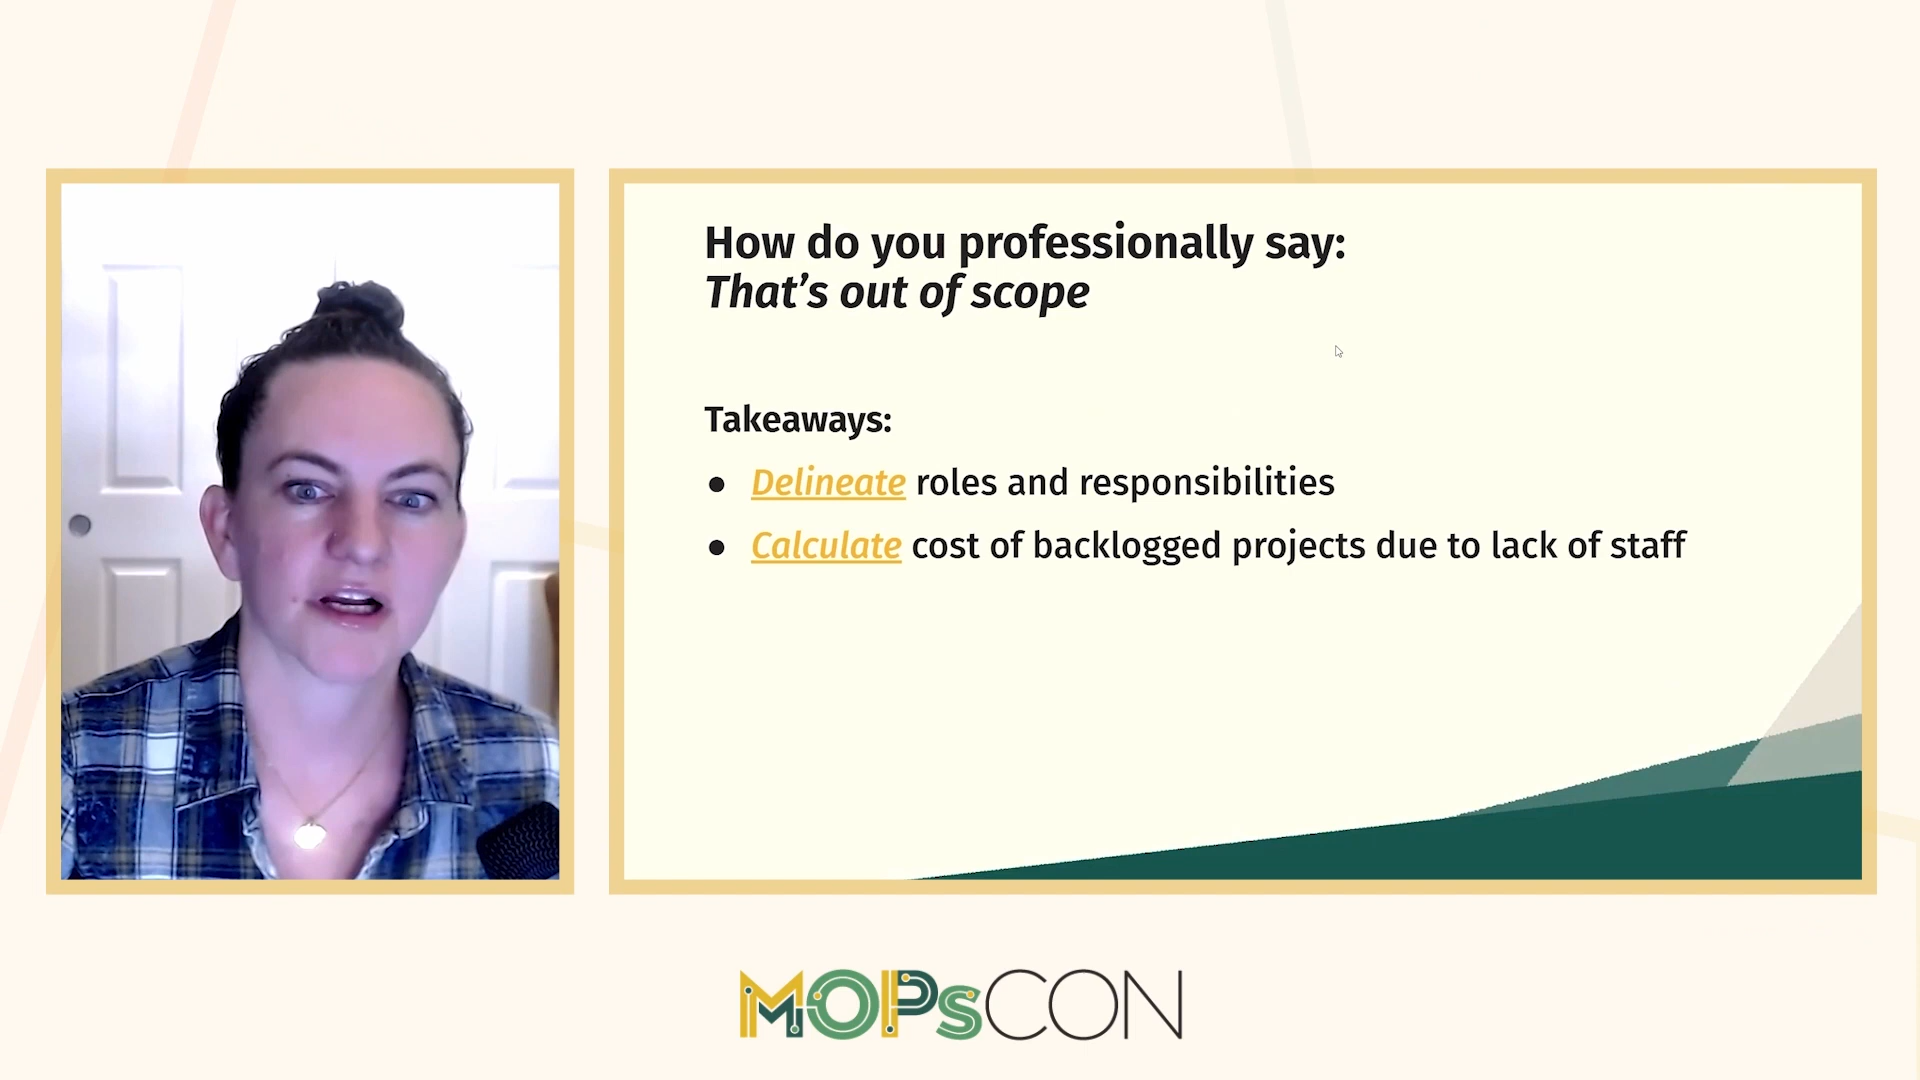 How do you professionally say:
That's out of scope
Takeaways:
● Delineate roles and responsibilities
● Calculate cost of backlogged projects due to lack of staff
MOPsCON